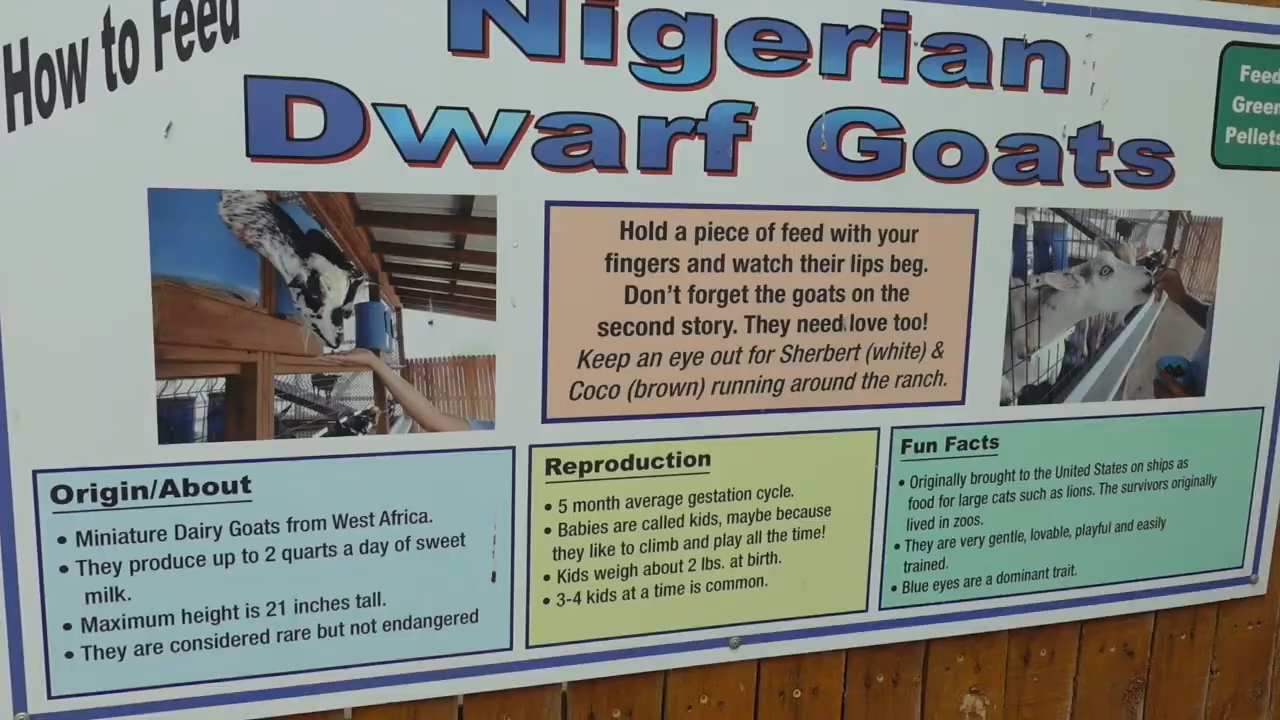 How to Feed
Nigerian
Dwarf Goats
Feed
Green
Pellets
Hold a piece of feed with your
fingers and watch their lips beg.
Don't forget the goats on the
second story. They need love too!
Keep an eye out for Sherbert (white) &
Coco (brown) running around the ranch.
Origin/About
• Miniature Dairy Goats from West Africa.
• They produce up to 2 quarts a day of sweet
milk.
• Maximum height is 21 inches tall.
• They are considered rare but not endangered
Reproduction
• 5 month average gestation cycle.
• Babies are called kids, maybe because
they like to climb and play all the time!
• Kids weigh about 2 lbs. at birth.
• 3-4 kids at a time is common.
Fun Facts
• Originally brought to the United States on ships as
food for large cats such as lions. The survivors originally
lived in zoos.
• They are very gentle, lovable, playful and easily
trained.
• Blue eyes are a dominant trait.